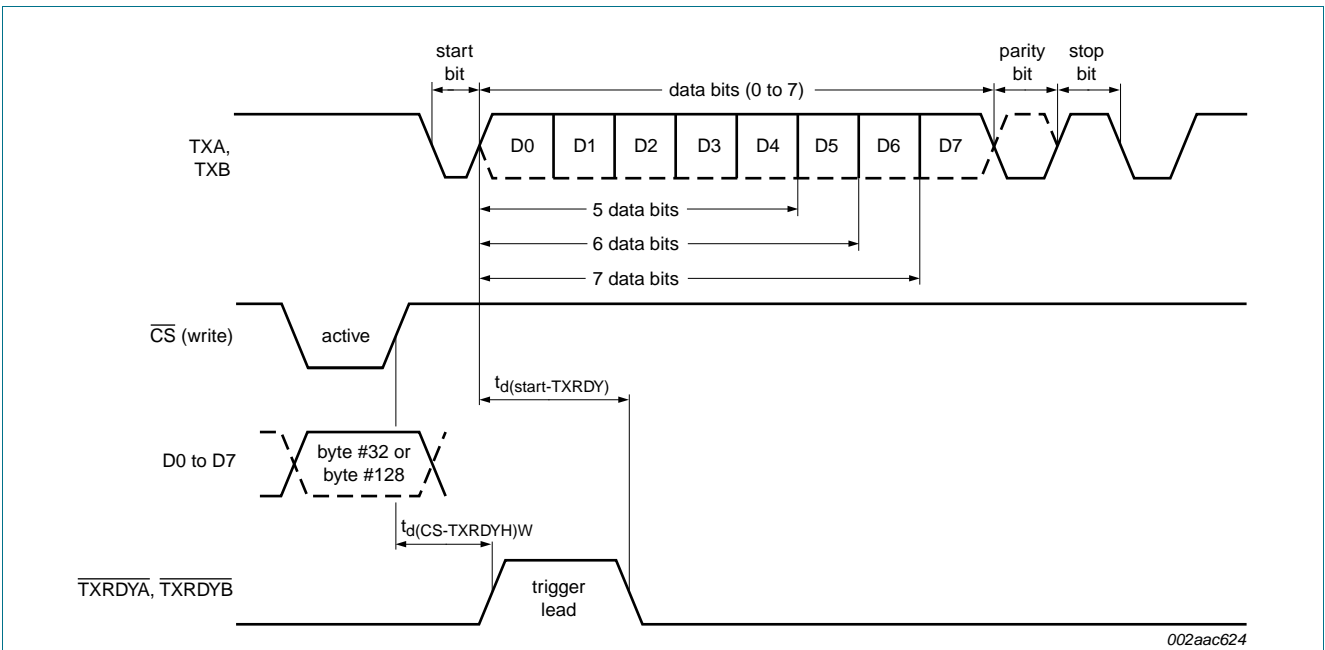 start
bit
data bits (0 to 7)
parity
bit
stop
bit
TXA,
TXB
D0 D1 D2 D3 D4 D5 D6 D7
5 data bits
6 data bits
7 data bits
CS (write)
active
td(start-TXRDY)
D0 to D7
byte #32 or
byte #128
td(CS-TXRDYH)W
TXRDYA, TXRDYB
trigger
lead
002aac624